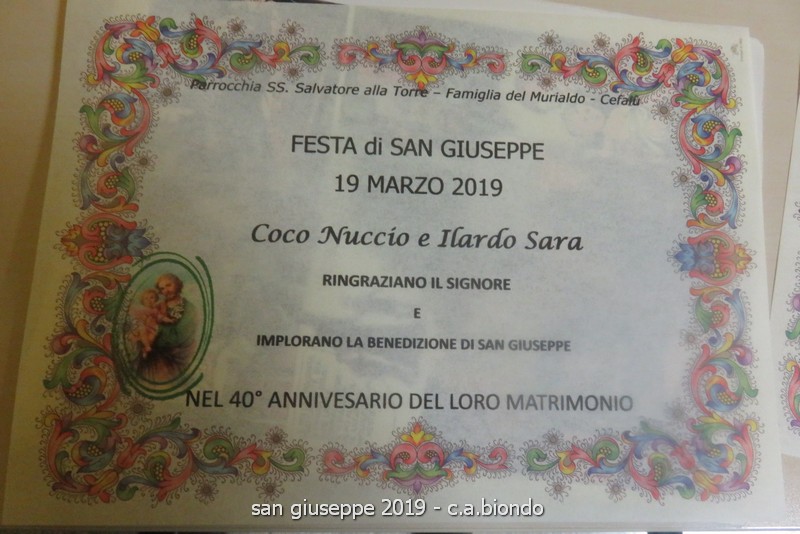 Parrocchia SS. Salvatore alla Torre – Famiglia del Murialdo - Cefalù
FESTA di SAN GIUSEPPE
19 MARZO 2019
Coco Nuccio e Ilardo Sara
RINGRAZIANO IL SIGNORE
E
IMPLORANO LA BENEDIZIONE DI SAN GIUSEPPE
NEL 40° ANNIVESARIO DEL LORO MATRIMONIO
san giuseppe 2019 - c.a.biondo